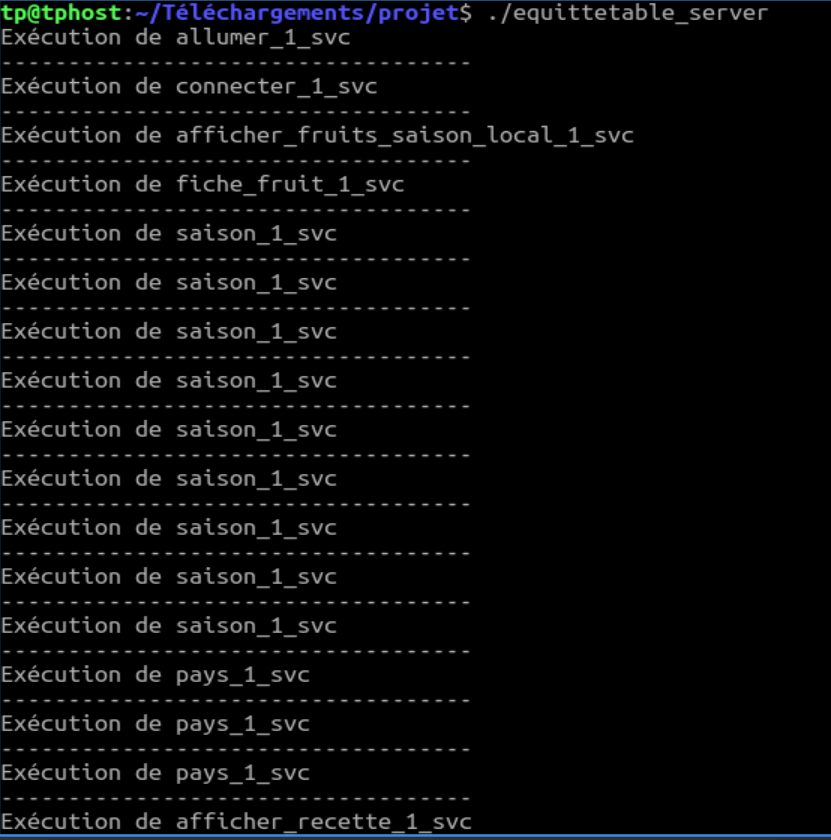 tp@tphost:~/Téléchargements/projet$ ./equittetable_server
Exécution de allumer_1_svc
-----------------------------------
Exécution de connecter_1_svc
-----------------------------------
Exécution de afficher_fruits_saison_local_1_svc
-----------------------------------
Exécution de fiche_fruit_1_svc
-----------------------------------
Exécution de saison_1_svc
-----------------------------------
Exécution de saison_1_svc
-----------------------------------
Exécution de saison_1_svc
-----------------------------------
Exécution de saison_1_svc
-----------------------------------
Exécution de saison_1_svc
-----------------------------------
Exécution de saison_1_svc
-----------------------------------
Exécution de saison_1_svc
-----------------------------------
Exécution de saison_1_svc
-----------------------------------
Exécution de saison_1_svc
-----------------------------------
Exécution de pays_1_svc
-----------------------------------
Exécution de pays_1_svc
-----------------------------------
Exécution de pays_1_svc
-----------------------------------
Exécution de afficher_recette_1_svc